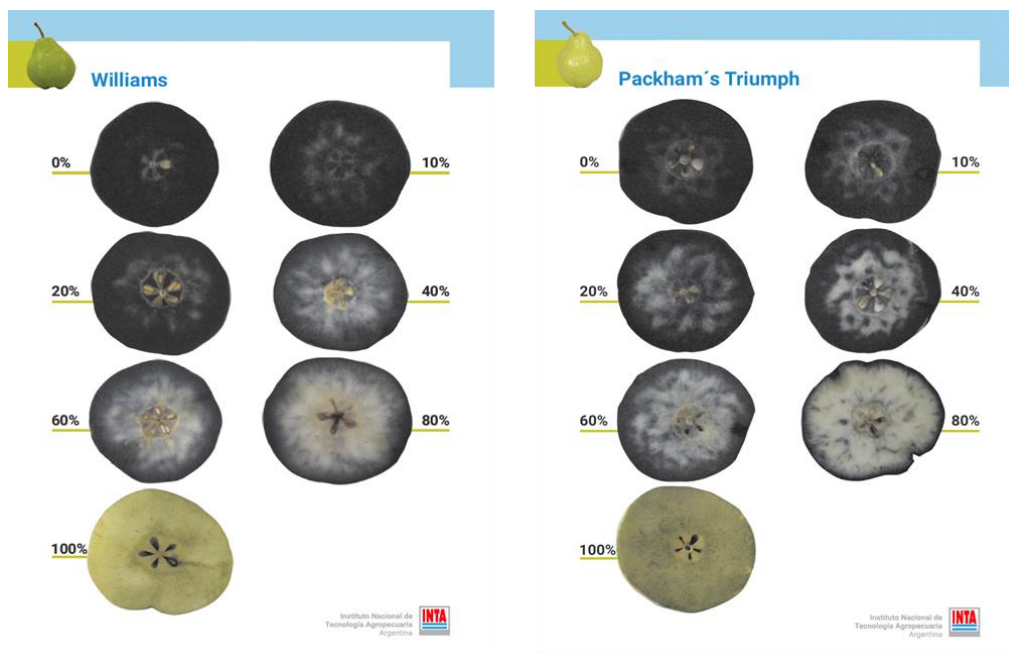 Williams
0%
10%
20%
40%
60%
80%
100%
Instituto Nacional de
Tecnología Agropecuaria
Argentina
INTA
Packham´s Triumph
0%
10%
20%
40%
60%
80%
100%
Instituto Nacional de
Tecnología Agropecuaria
Argentina
INTA